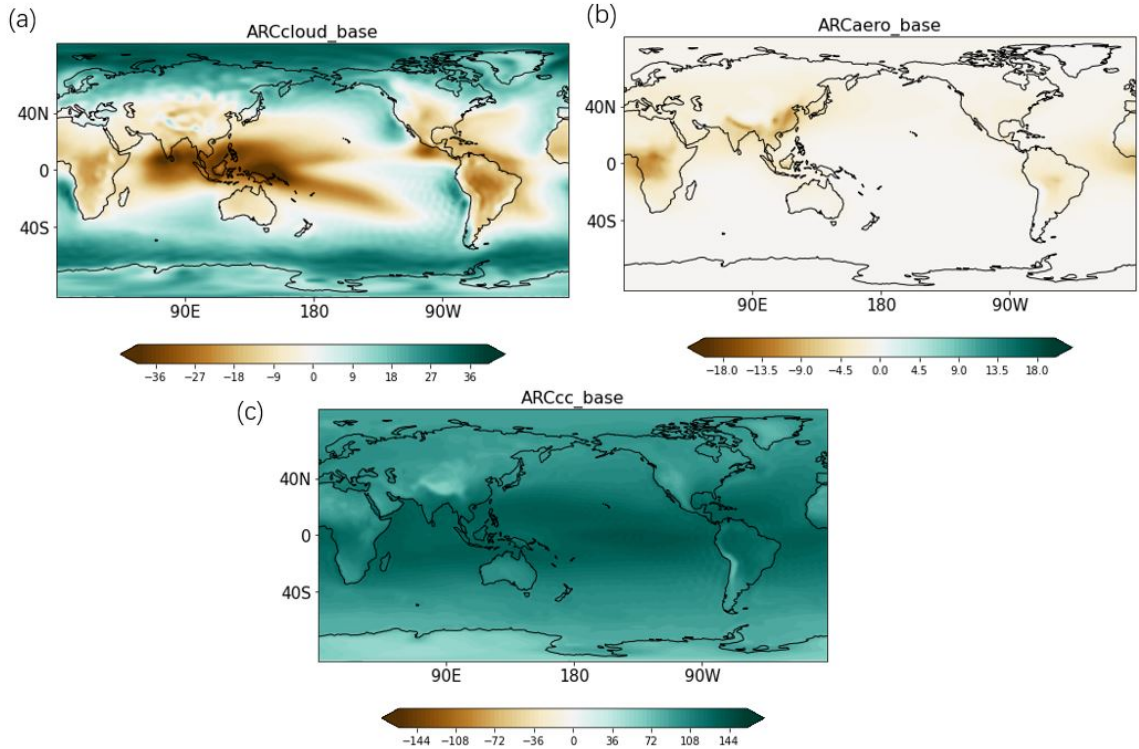 (a)
ARCcloud_base
40N
0
40S
90E 180 90W
−36 −27 −18 −9 0 9 18 27 36
(b)
ARCaero_base
40N
0
40S
90E 180 90W
−18.0 −13.5 −9.0 −4.5 0.0 4.5 9.0 13.5 18.0
(c)
ARCcc_base
40N
0
40S
90E 180 90W
−144 −108 −72 −36 0 36 72 108 144